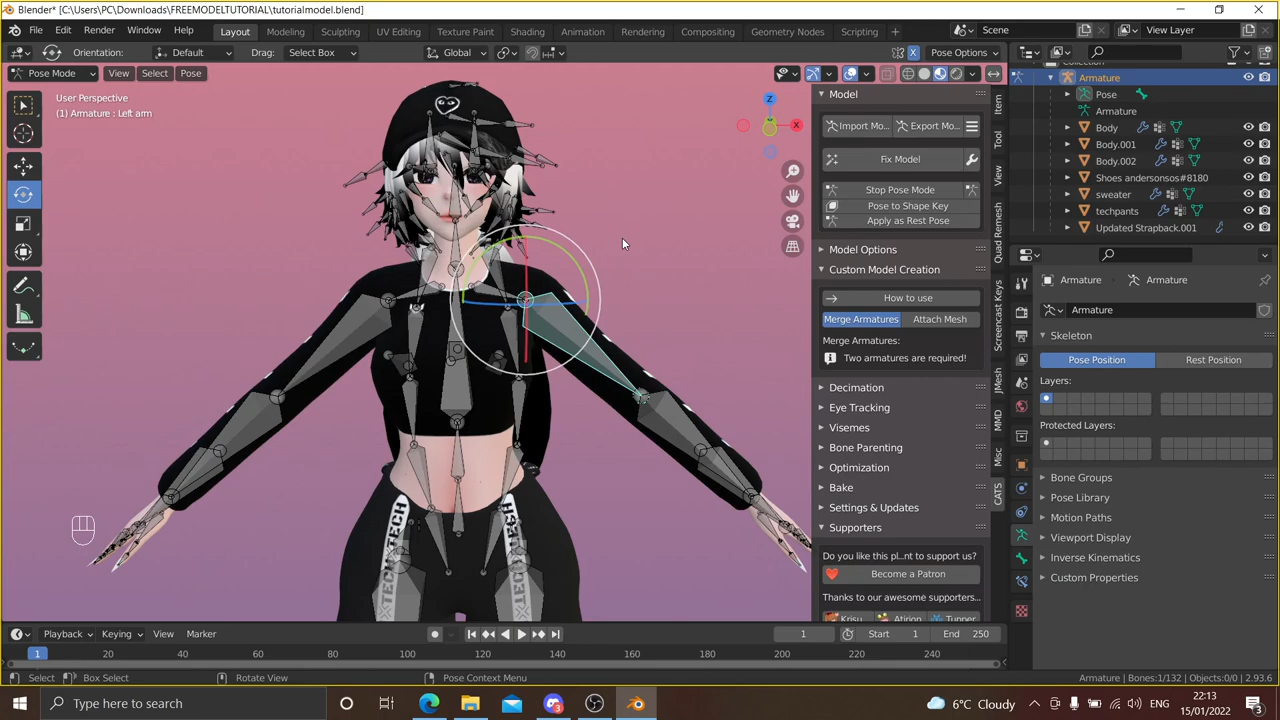 Blender* [C:\Users\PC\Downloads\FREEMODELTUTORIAL\tutorialmodel.blend]
File Edit Render Window Help Layout Modeling Sculpting UV Editing Texture Paint Shading Animation Rendering Compositing Geometry Nodes Scripting + Scene View Layer
Orientation: Default Drag: Select Box Global X Pose Options
Pose Mode View Select Pose
User Perspective
(1) Armature : Left arm
Z
X
Model
Import Mo... Export Mo...
Fix Model
Stop Pose Mode
Pose to Shape Key
Apply as Rest Pose
Model Options
Custom Model Creation
How to use
Merge Armatures Attach Mesh
Merge Armatures:
Two armatures are required!
Decimation
Eye Tracking
Visemes
Bone Parenting
Optimization
Bake
Settings & Updates
Supporters
Do you like this pl...nt to support us?
Become a Patron
Thanks to our awesome supporters...
Krisu Atirion Tupper
Item
Tool
View
Quad Remesh
Screencast Keys
JMesh
MMD
Misc
CATS
Collection
Armature
Pose
Armature
Body
Body.001
Body.002
Shoes andersonsos#8180
sweater
techpants
Updated Strapback.001
Armature Armature
Armature
Skeleton
Pose Position Rest Position
Layers:
Protected Layers:
Bone Groups
Pose Library
Motion Paths
Viewport Display
Inverse Kinematics
Custom Properties
Playback Keying View Marker 1 Start 1 End 250
1 20 40 60 80 100 120 140 160 180 200 220 240
Select Box Select Rotate View Pose Context Menu Armature | Bones:1/132 | Objects:0/0 | 2.93.6
Type here to search 3 6°C Cloudy 22:13
15/01/2022 3